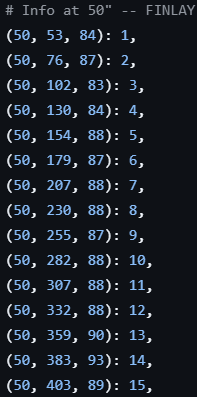 # Info at 50" -- FINLAY
(50, 53, 84): 1,
(50, 76, 87): 2,
(50, 102, 83): 3,
(50, 130, 84): 4,
(50, 154, 88): 5,
(50, 179, 87): 6,
(50, 207, 88): 7,
(50, 230, 88): 8,
(50, 255, 87): 9,
(50, 282, 88): 10,
(50, 307, 88): 11,
(50, 332, 88): 12,
(50, 359, 90): 13,
(50, 383, 93): 14,
(50, 403, 89): 15,